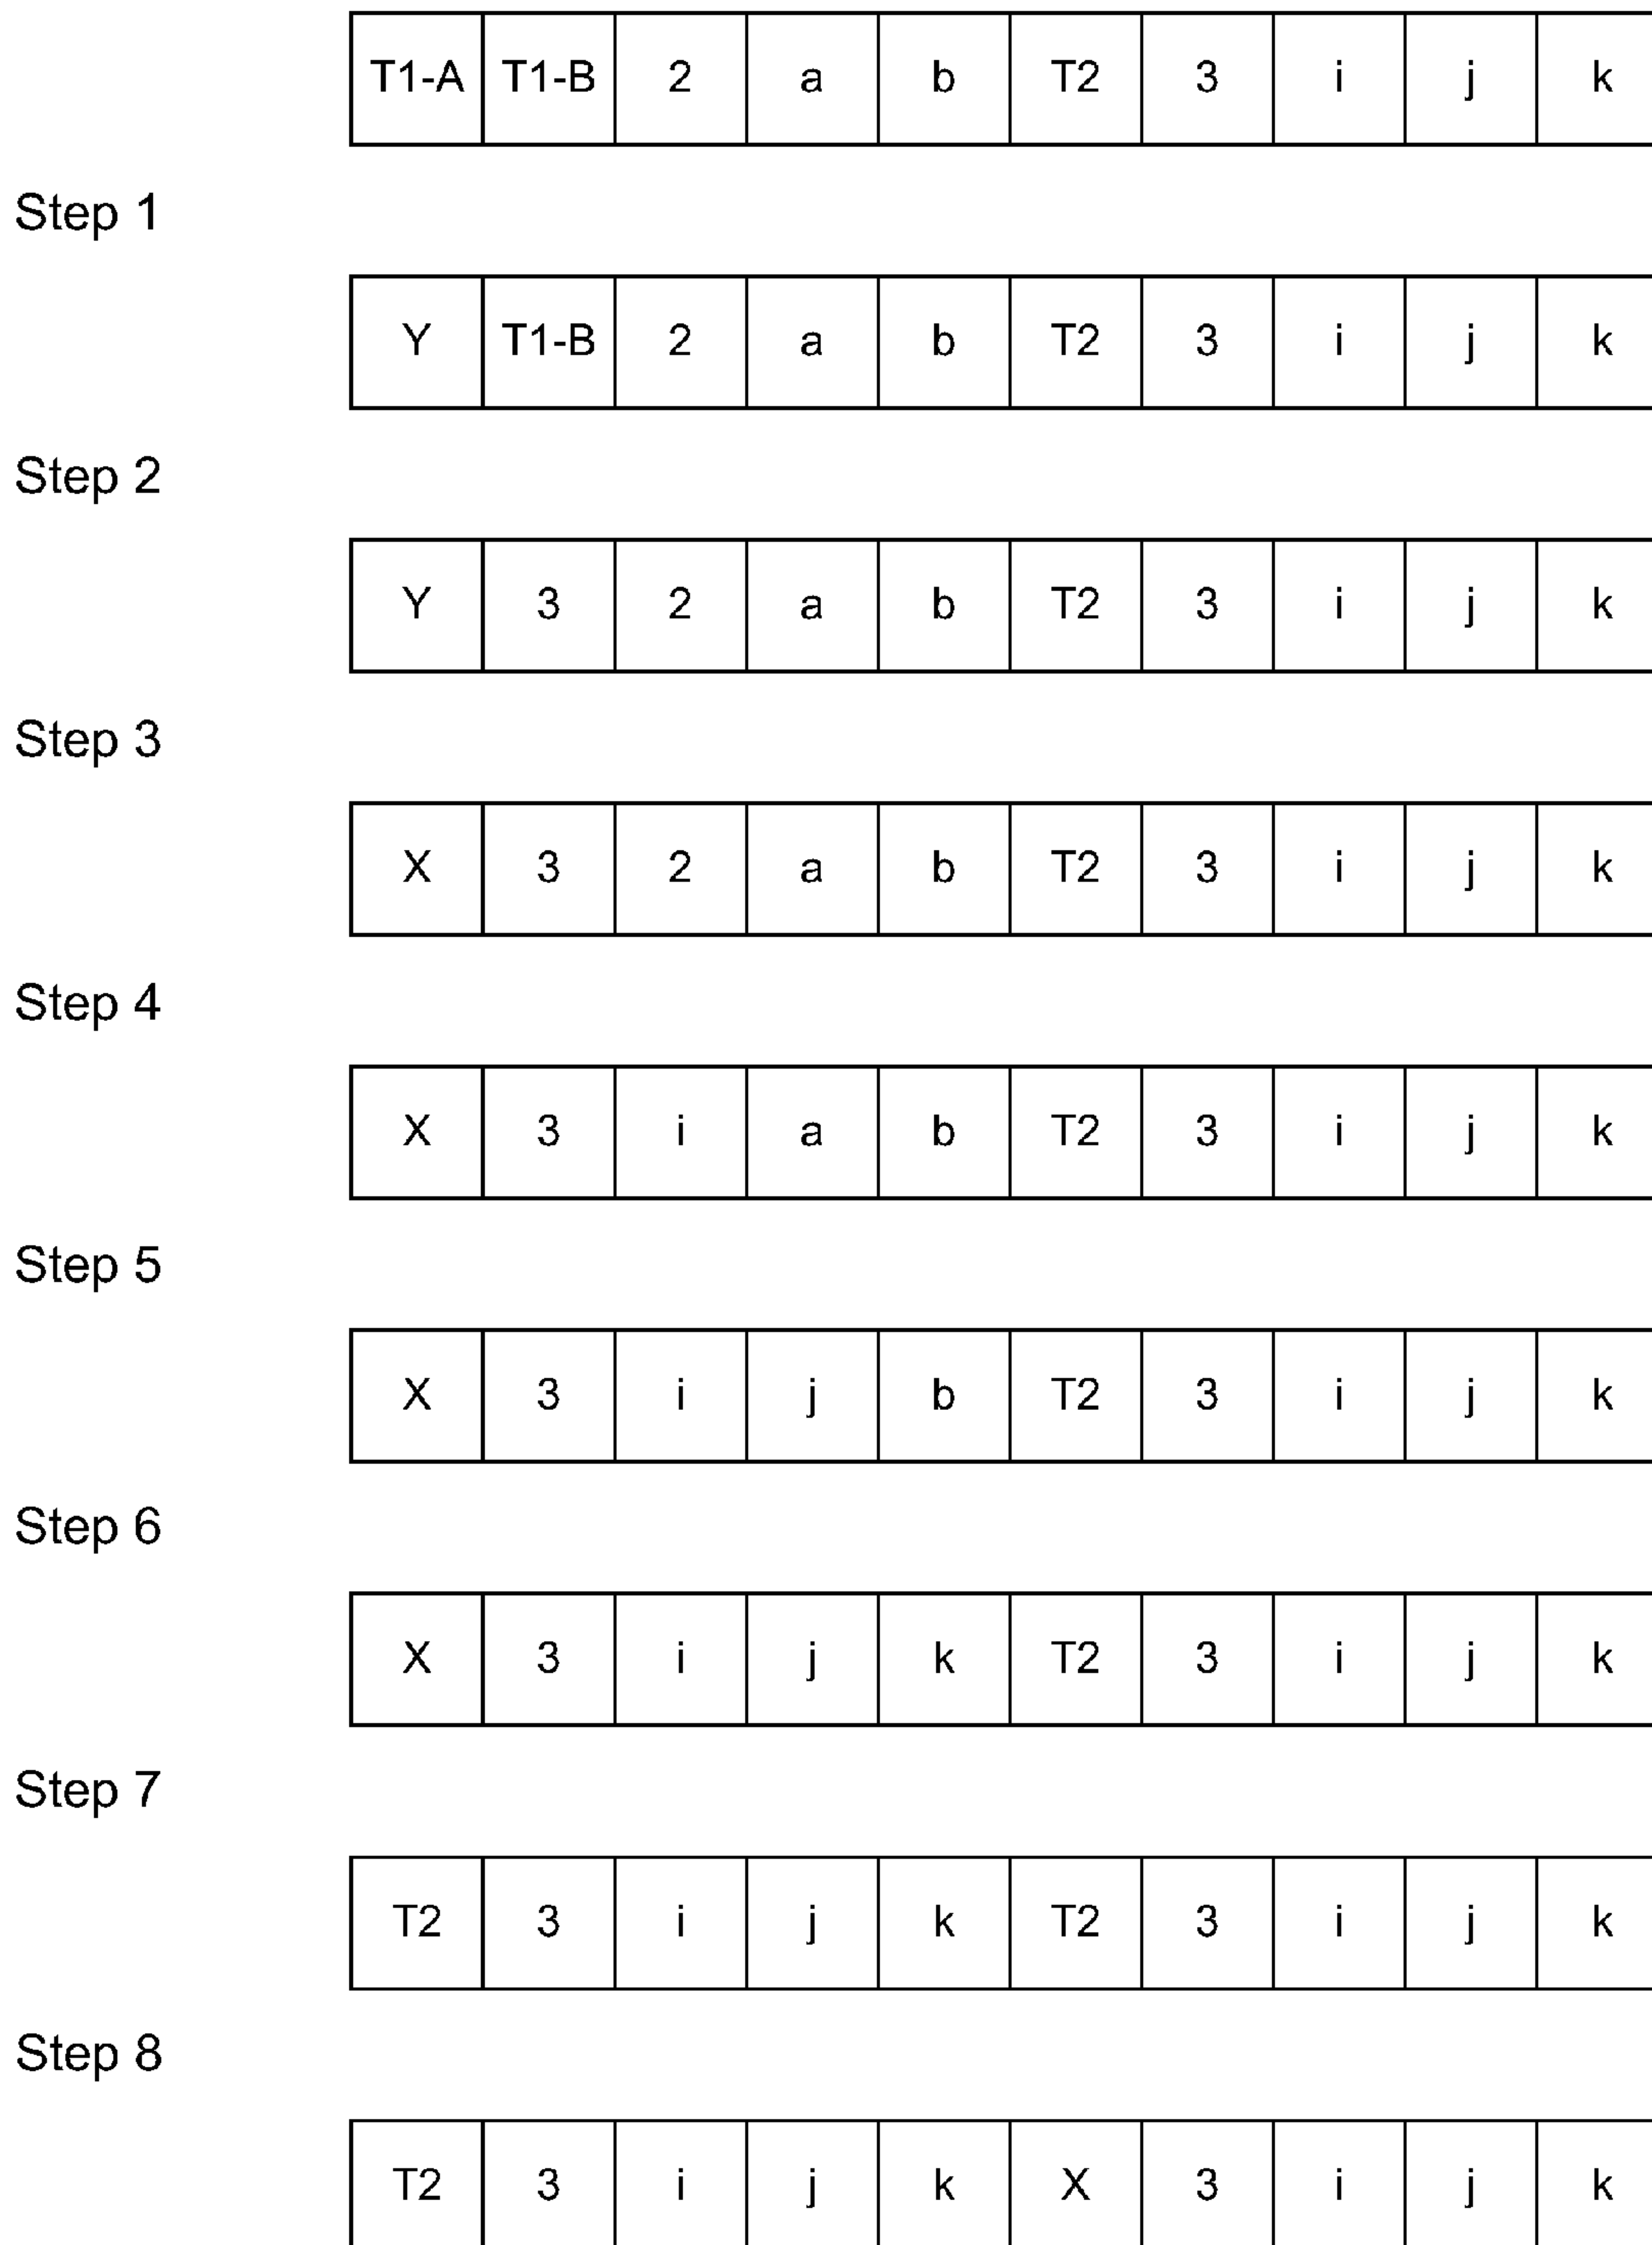 T1-A T1-B 2 a b T2 3 i j k
Step 1
Y T1-B 2 a b T2 3 i j k
Step 2
Y 3 2 a b T2 3 i j k
Step 3
X 3 2 a b T2 3 i j k
Step 4
X 3 i a b T2 3 i j k
Step 5
X 3 i j b T2 3 i j k
Step 6
X 3 i j k T2 3 i j k
Step 7
T2 3 i j k T2 3 i j k
Step 8
T2 3 i j k X 3 i j k